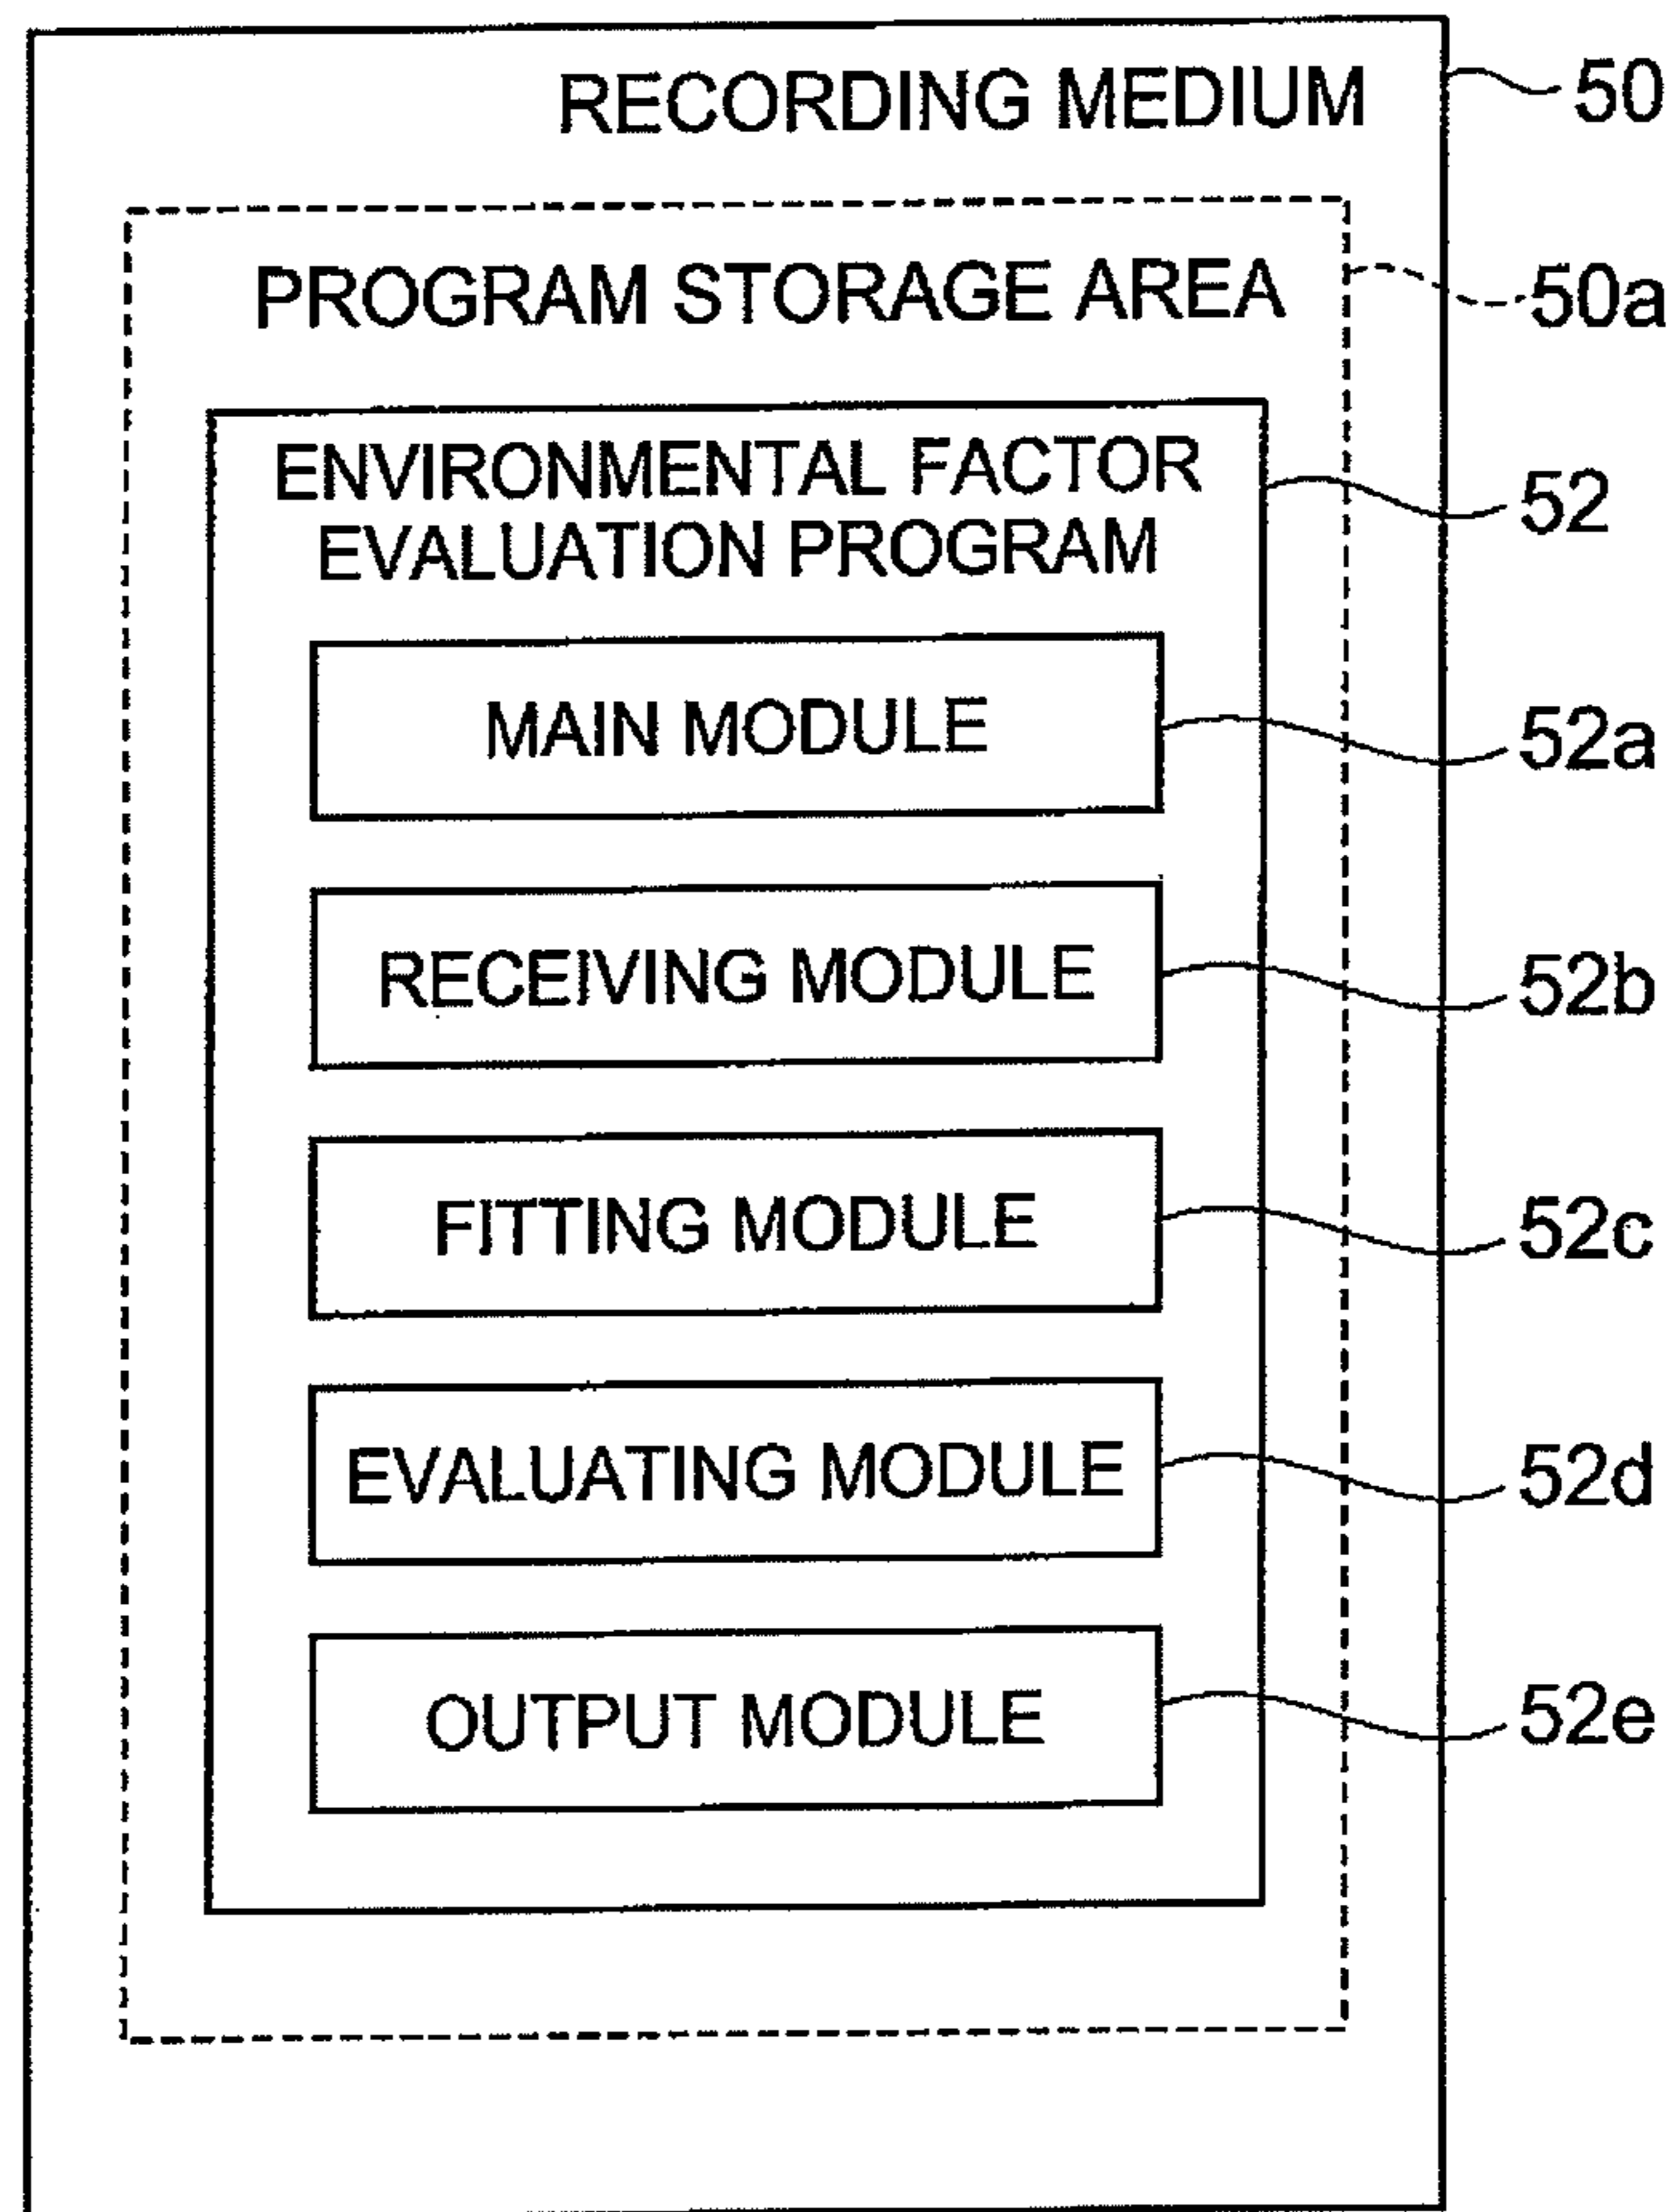 RECORDING MEDIUM 50
PROGRAM STORAGE AREA 50a
ENVIRONMENTAL FACTOR
EVALUATION PROGRAM 52
MAIN MODULE 52a
RECEIVING MODULE 52b
FITTING MODULE 52c
EVALUATING MODULE 52d
OUTPUT MODULE 52e